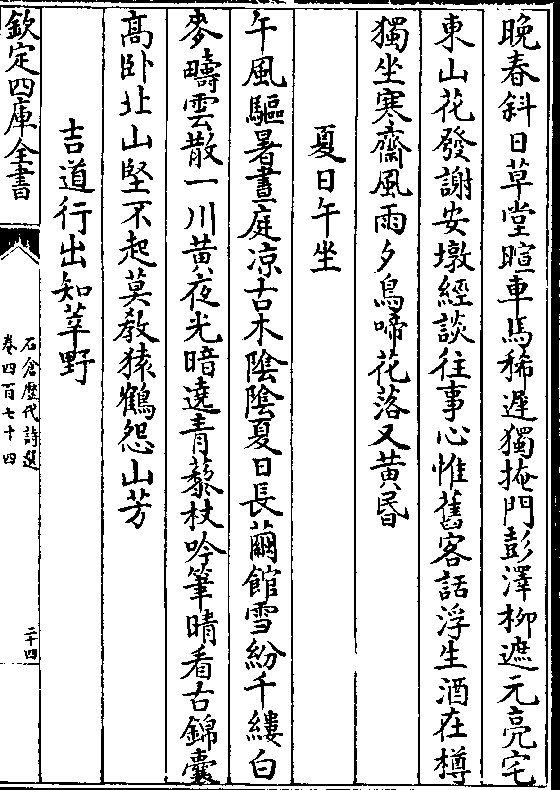 晚春斜日草堂暄車馬稀遲獨掩門彭澤柳遮元亮宅
東山花發謝安墩經談往事心惟舊客話浮生酒在樽
獨坐寒齋風雨夕鳥啼花落又黄昏
夏日午坐
午風驅暑晝庭凉古木陰陰夏日長繭館雪紛千縷白
麥疇雲散一川黄夜光暗遶青藜杖吟筆晴看古錦囊
高卧北山堅不起莫教猿鶴怨山芳
吉道行出知莘野
欽定四庫全書
石倉歴代詩選
卷四百七十四
二十四